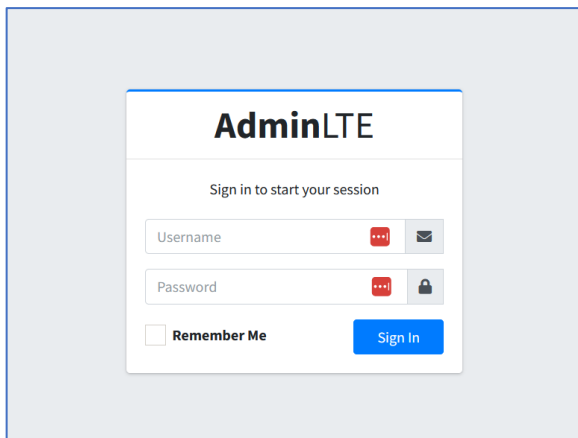 AdminLTE
Sign in to start your session
Username
Password
Remember Me
Sign In